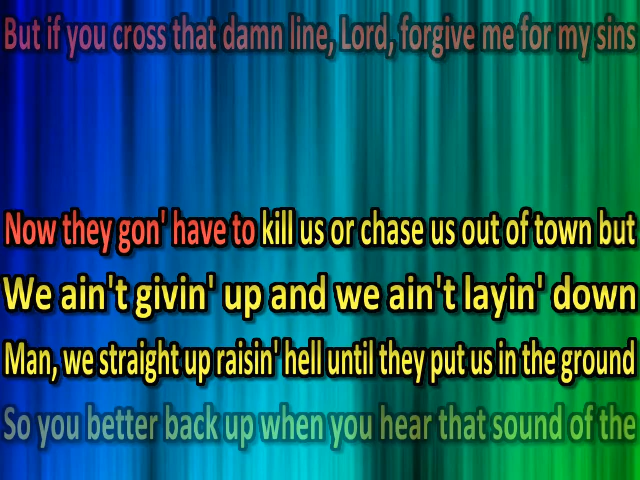 But if you cross that damn line, Lord, forgive me for my sins
Now they gon' have to kill us or chase us out of town but
We ain't givin' up and we ain't layin' down
Man, we straight up raisin' hell until they put us in the ground
So you better back up when you hear that sound of the